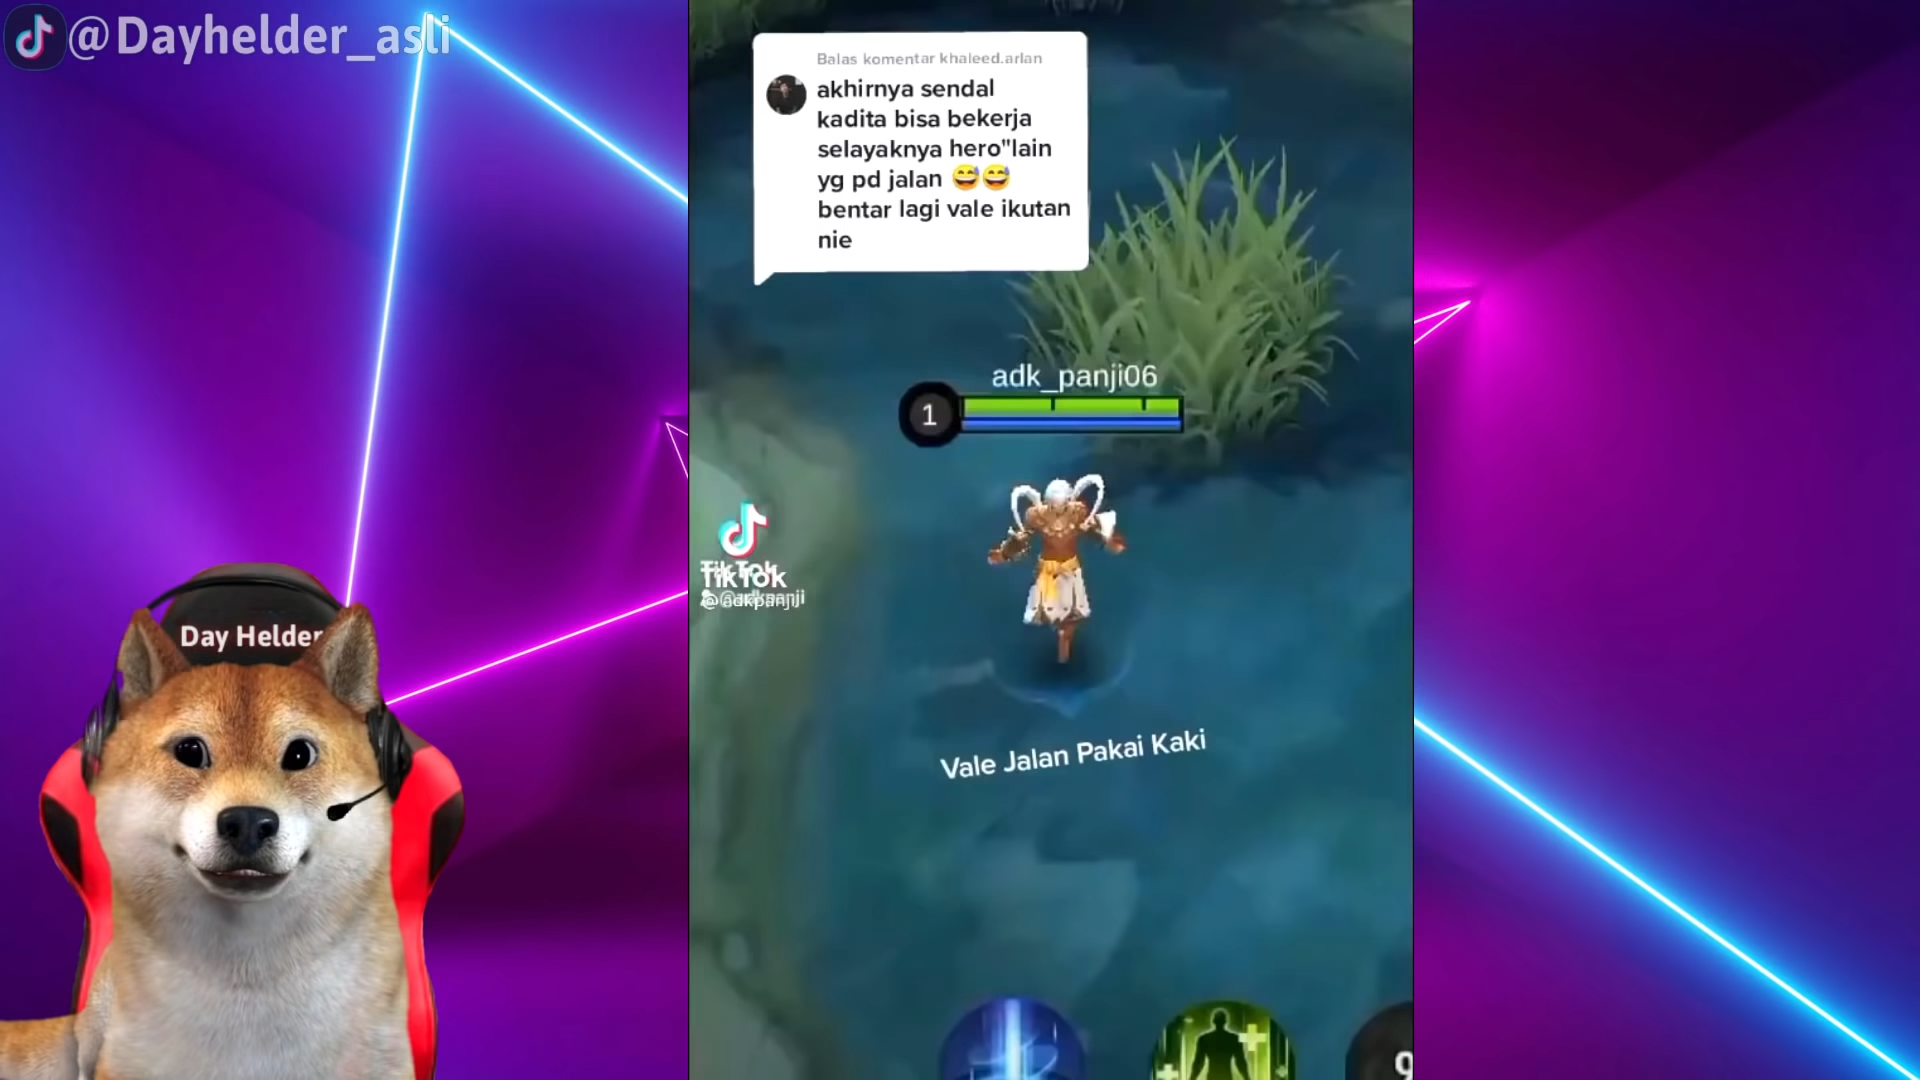 @Dayhelder_asli
Balas komentar khaleed.arlan
akhirnya sendal
kadita bisa bekerja
selayaknya hero"lain
yg pd jalan 😅😅
bentar lagi vale ikutan
nie
adk_panji06
1
TikTok
@adkpanji
Day Helder
Vale Jalan Pakai Kaki
9